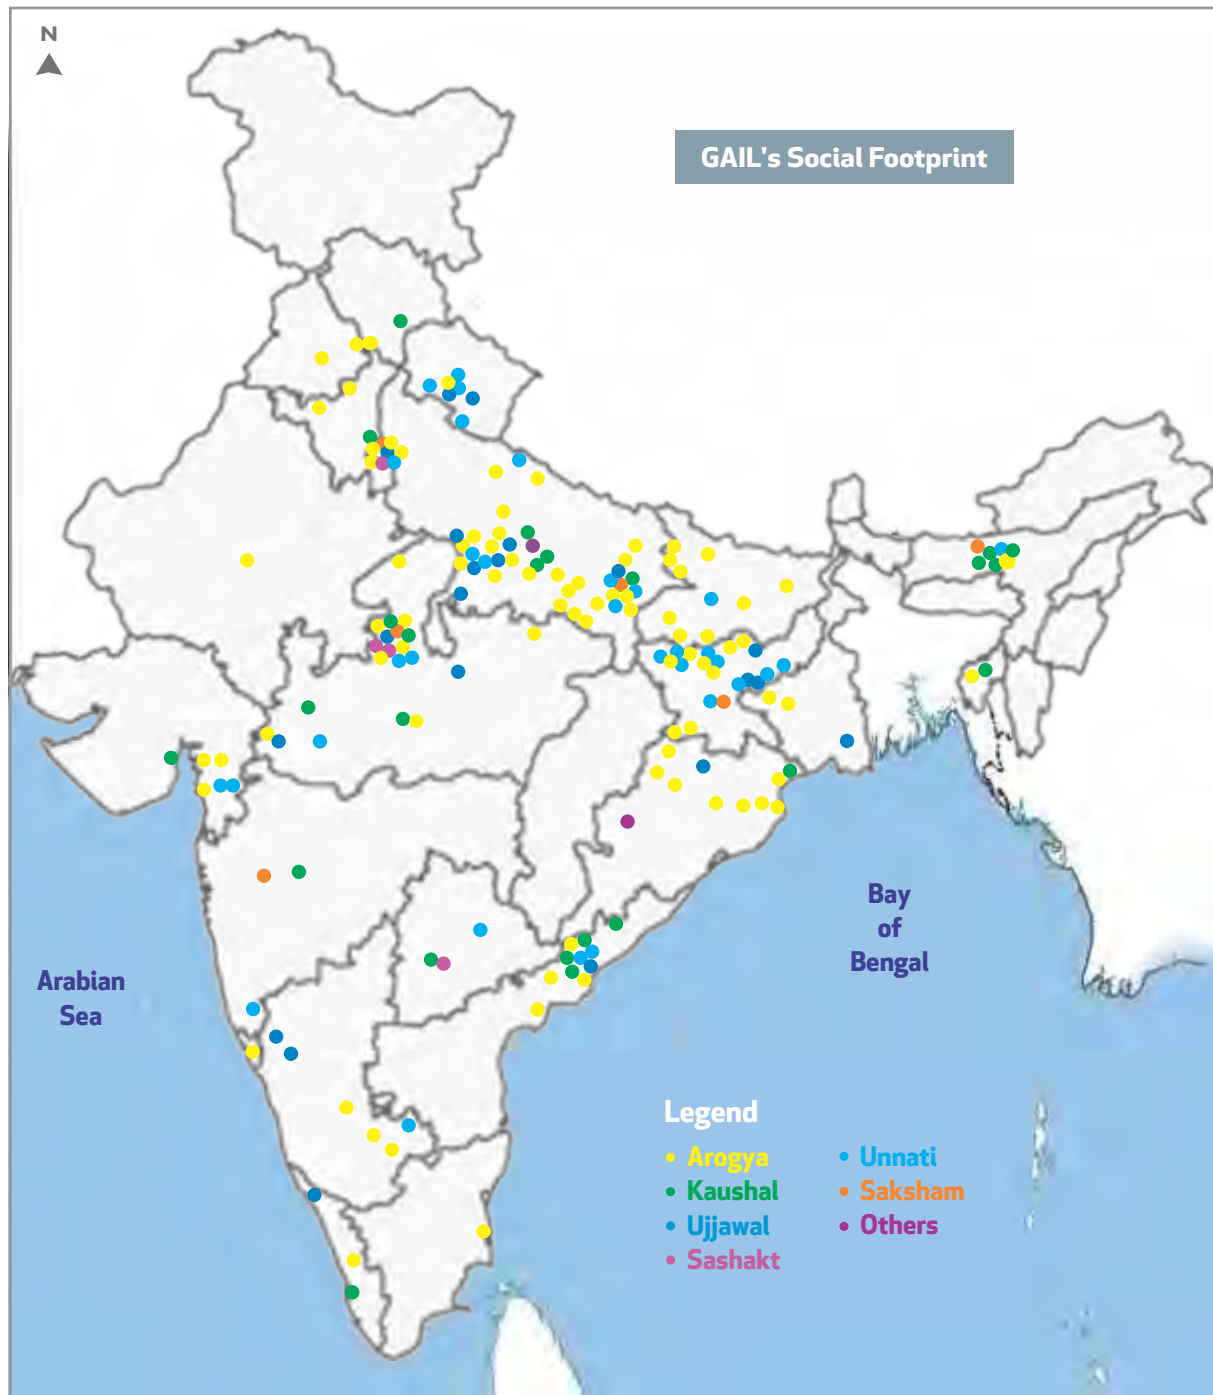 N
GAIL's Social Footprint
Bay
of
Bengal
Arabian
Sea
Legend
Arogya
Kaushal
Ujjawal
Sashakt
Unnati
Saksham
Others